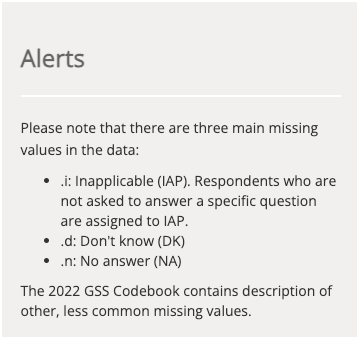 Alerts
Please note that there are three main missing
values in the data:
• .i: Inapplicable (IAP). Respondents who are
not asked to answer a specific question
are assigned to IAP.
• .d: Don't know (DK)
• .n: No answer (NA)
The 2022 GSS Codebook contains description of
other, less common missing values.